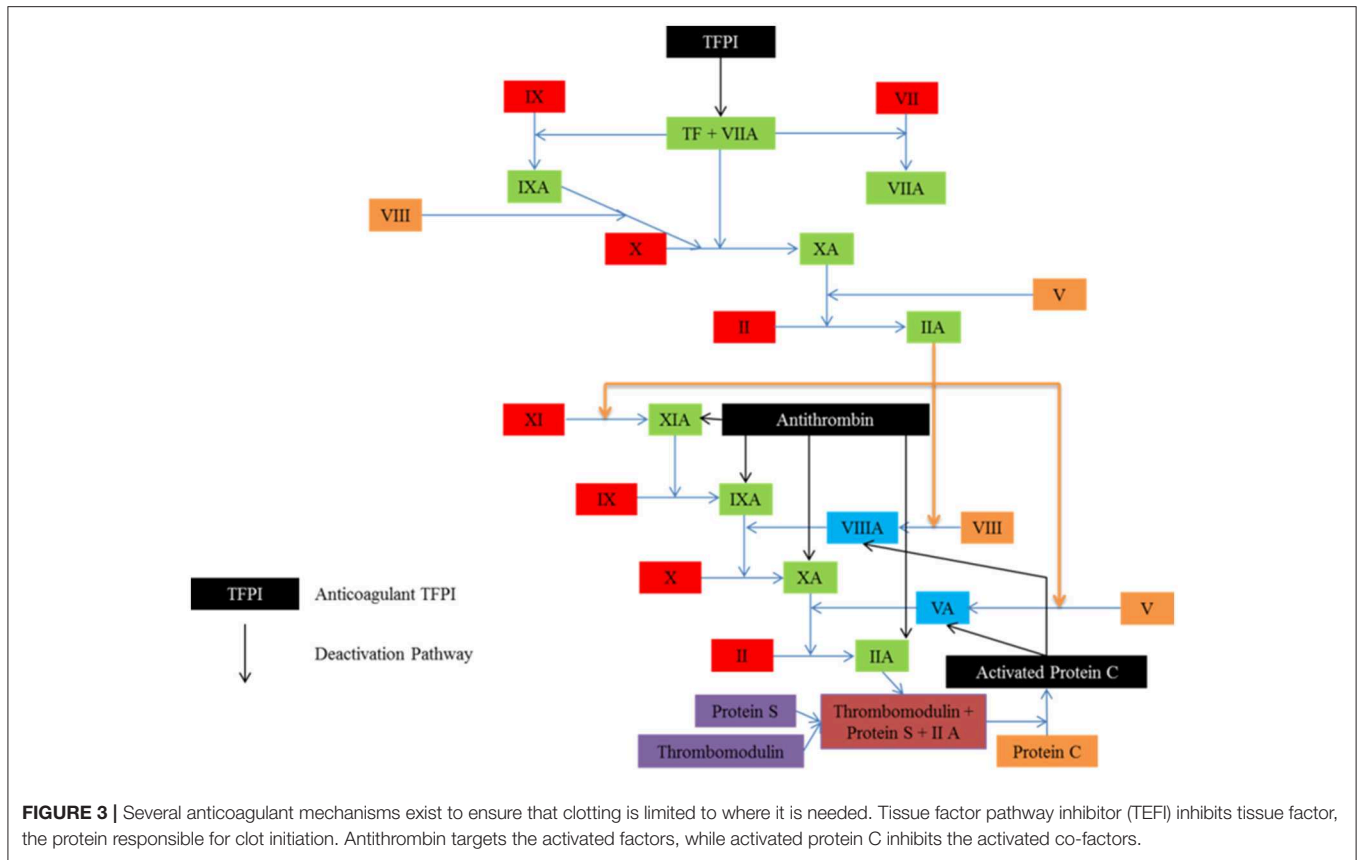 TFPI
IX
VII
TF + VIIA
IXA
VIIA
VIII
X
XA
V
II
IIA
XI
XIA
Antithrombin
IX
IXA
VIIIA
VIII
X
XA
TFPI
Anticoagulant TFPI
VA
V
Deactivation Pathway
II
IIA
Activated Protein C
Protein S
Thrombomodulin +
Protein S + II A
Thrombomodulin
Protein C
FIGURE 3 | Several anticoagulant mechanisms exist to ensure that clotting is limited to where it is needed. Tissue factor pathway inhibitor (TEFI) inhibits tissue factor,
the protein responsible for clot initiation. Antithrombin targets the activated factors, while activated protein C inhibits the activated co-factors.